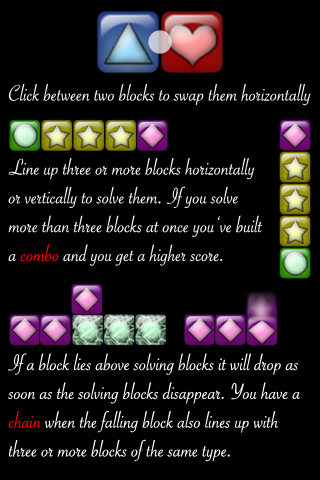 Click between two blocks to swap them horizontally
Line up three or more blocks horizontally
or vertically to solve them. If you solve
more than three blocks at once you've built
a combo and you get a higher score.
If a block lies above solving blocks it will drop as
soon as the solving blocks disappear. You have a
chain when the falling block also lines up with
three or more blocks of the same type.